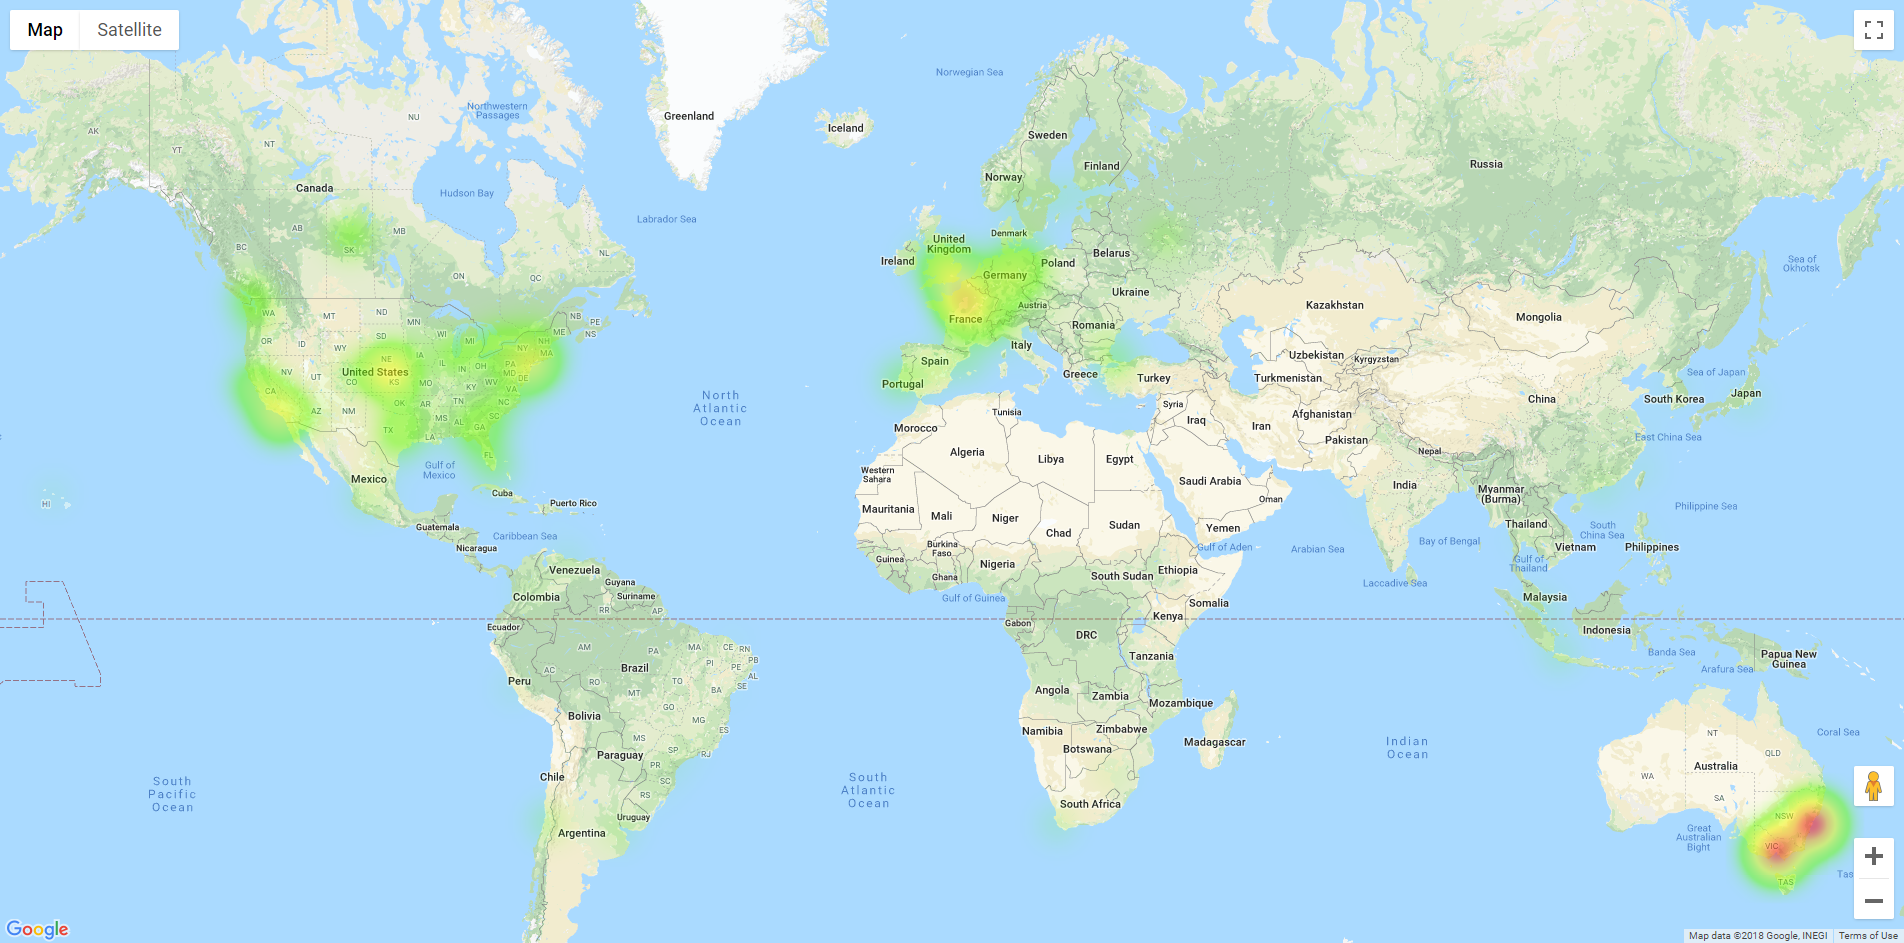 Map
Satellite
Norwegian Sea
Northwestern
Passages
Greenland
Iceland
NU
AK
YT
NT
Sweden
Finland
Norway
Russia
Canada
Hudson Bay
Labrador Sea
AB
SK
MB
BC
ON
QC
NL
United
Kingdom
Denmark
Ireland
Poland
Belarus
Germany
Ukraine
Austria
France
Romania
Italy
Spain
Portugal
Greece
Turkey
Kazakhstan
Mongolia
Sea of
Okhotsk
Uzbekistan
Kyrgyzstan
Turkmenistan
China
Sea of Japan
South Korea
Japan
WA
MT
ND
MN
NB
PE
NS
OR
ID
SD
WI
MI
ME
NH
WY
NE
IA
NY
MA
NV
UT
United States
CO
KS
IL
IN
OH
PA
MD
DE
CA
MO
KY
WV
VA
AZ
NM
OK
AR
TN
NC
TX
MS
AL
SC
GA
LA
FL
North
Atlantic
Ocean
Tunisia
Morocco
Syria
Iraq
Iran
Afghanistan
Pakistan
East China Sea
Algeria
Libya
Egypt
Nepal
Western
Sahara
Saudi Arabia
India
Myanmar
(Burma)
Oman
Philippine Sea
Gulf of
Mexico
Mexico
Cuba
Puerto Rico
HI
Mauritania
Mali
Niger
Chad
Sudan
Yemen
Thailand
South
China Sea
Guatemala
Caribbean Sea
Nicaragua
Burkina
Faso
Guinea
Gulf of Aden
Arabian Sea
Bay of Bengal
Vietnam
Philippines
Gulf of
Thailand
Venezuela
Guyana
Suriname
Colombia
Ghana
Nigeria
South Sudan
Ethiopia
Laccadive Sea
Gulf of Guinea
Malaysia
RR
AP
Ecuador
Somalia
Gabon
Kenya
Indonesia
DRC
AM
PA
MA
CE
RN
PB
PI
PE
AL
SE
Brazil
AC
RO
TO
BA
MT
Peru
Tanzania
Banda Sea
Arafura Sea
Papua New
Guinea
Angola
Zambia
Mozambique
GO
Bolivia
MG
ES
MS
SP
RJ
Namibia
Zimbabwe
Botswana
Madagascar
Indian
Ocean
NT
QLD
Coral Sea
Australia
WA
SA
Paraguay
PR
SC
Chile
RS
South
Pacific
Ocean
South
Atlantic
Ocean
South Africa
Uruguay
Argentina
Great
Australian
Bight
NSW
VIC
TAS
Tas
Google
Map data ©2018 Google, INEGI
Terms of Use